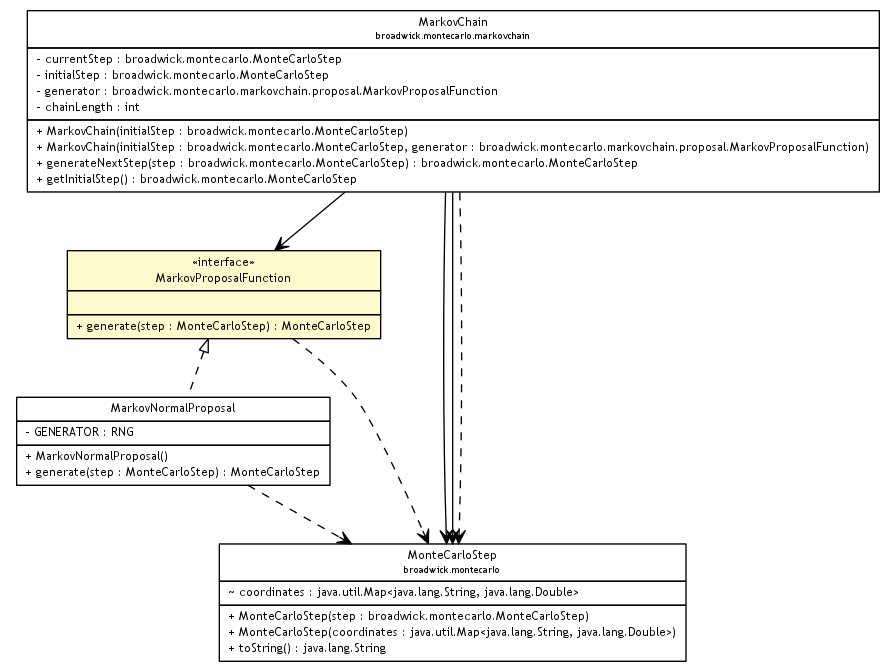 MarkovChain
broadwick.montecarlo.markovchain
- currentStep : broadwick.montecarlo.MonteCarloStep
- initialStep : broadwick.montecarlo.MonteCarloStep
- generator : broadwick.montecarlo.markovchain.proposal.MarkovProposalFunction
- chainLength : int
+ MarkovChain(initialStep : broadwick.montecarlo.MonteCarloStep)
+ MarkovChain(initialStep : broadwick.montecarlo.MonteCarloStep, generator : broadwick.montecarlo.markovchain.proposal.MarkovProposalFunction)
+ generateNextStep(step : broadwick.montecarlo.MonteCarloStep) : broadwick.montecarlo.MonteCarloStep
+ getInitialStep() : broadwick.montecarlo.MonteCarloStep
«interface»
MarkovProposalFunction
+ generate(step : MonteCarloStep) : MonteCarloStep
MarkovNormalProposal
- GENERATOR : RNG
+ MarkovNormalProposal()
+ generate(step : MonteCarloStep) : MonteCarloStep
MonteCarloStep
broadwick.montecarlo
~ coordinates : java.util.Map<java.lang.String, java.lang.Double>
+ MonteCarloStep(step : broadwick.montecarlo.MonteCarloStep)
+ MonteCarloStep(coordinates : java.util.Map<java.lang.String, java.lang.Double>)
+ toString() : java.lang.String